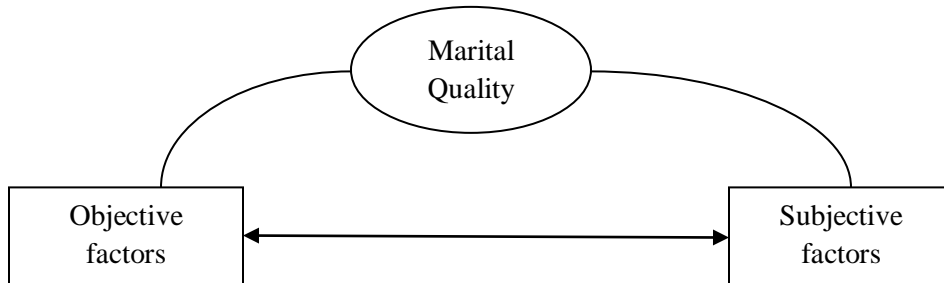 Marital
Quality
Objective
factors
Subjective
factors